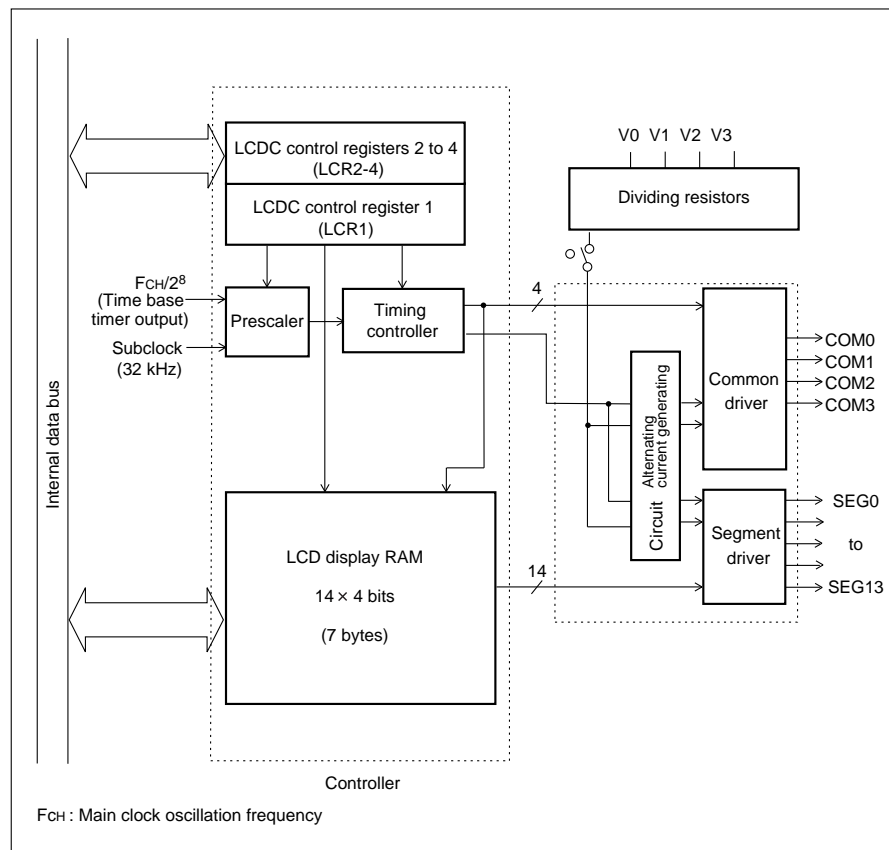 LCDC control registers 2 to 4
(LCR2-4)
LCDC control register 1
(LCR1)
V0 V1 V2 V3
Dividing resistors
FCH/2⁸
(Time base
timer output)
Subclock
(32 kHz)
Prescaler
Timing
controller
4
Internal data bus
Alternating
current generating
Circuit
Common
driver
COM0
COM1
COM2
COM3
LCD display RAM
14 × 4 bits
(7 bytes)
14
Segment
driver
SEG0
to
SEG13
Controller
FCH : Main clock oscillation frequency